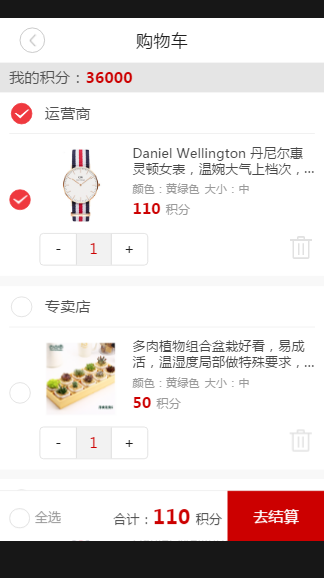 购物车
我的积分：36000
运营商
Daniel Wellington 丹尼尔惠
灵顿女表，温婉大气上档次，...
颜色：黄绿色 大小：中
110 积分
- 1 +
专卖店
多肉植物组合盆栽好看，易成
活，温湿度局部做特殊要求，...
颜色：黄绿色 大小：中
50 积分
- 1 +
全选 合计：110 积分 去结算